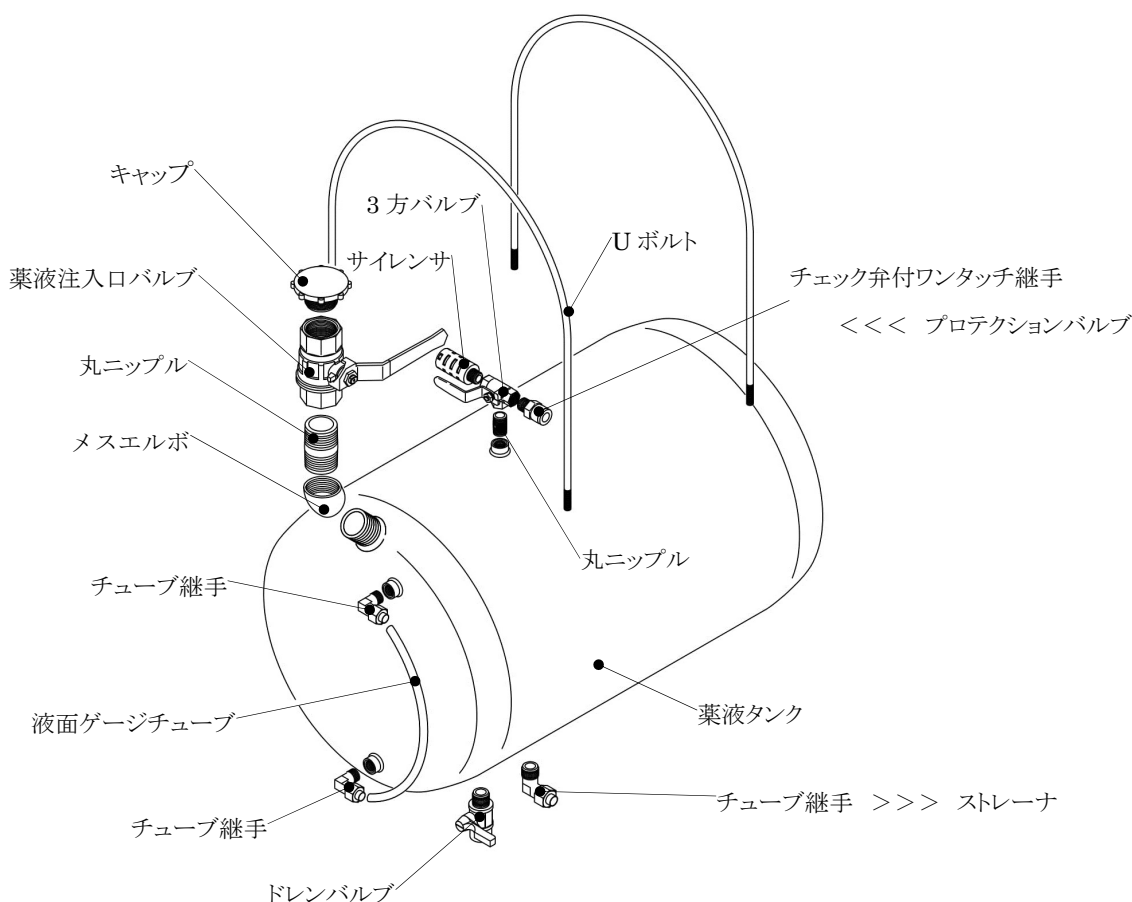 キャップ
3方バルブ
Uボルト
サイレンサ
薬液注入口バルブ
チェック弁付ワンタッチ継手
<<< プロテクションバルブ
丸ニップル
メスエルボ
丸ニップル
チューブ継手
液面ゲージチューブ
薬液タンク
チューブ継手 >>> ストレーナ
チューブ継手
ドレンバルブ